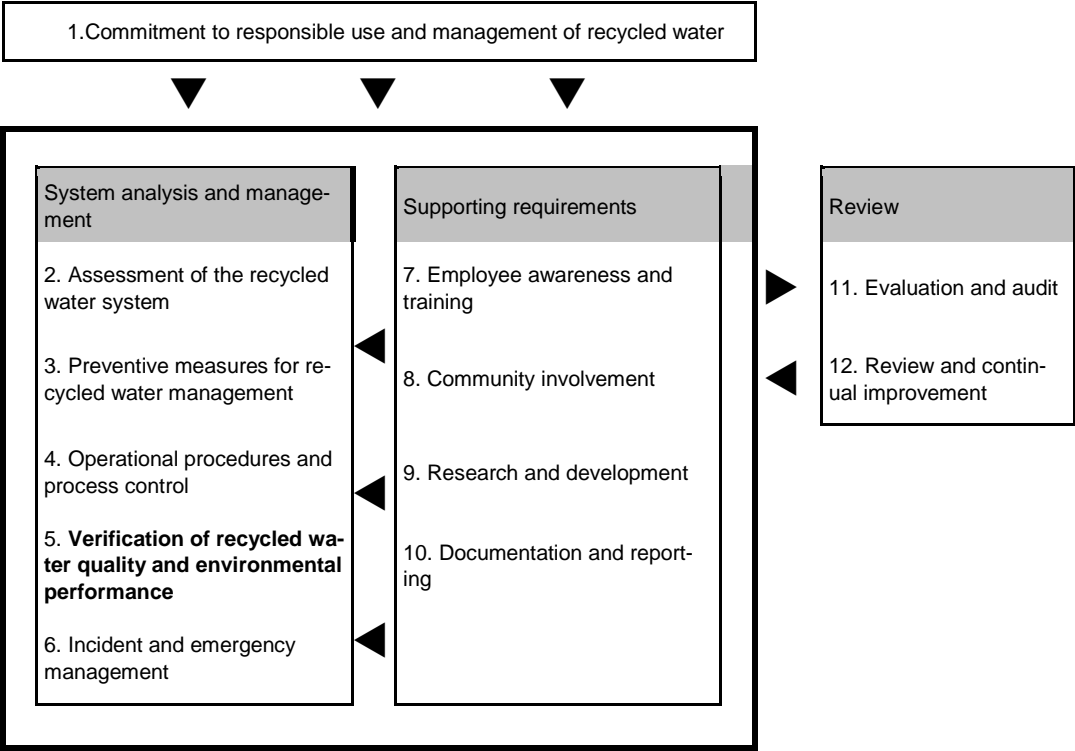 1.Commitment to responsible use and management of recycled water
System analysis and manage-
ment
2. Assessment of the recycled
water system
3. Preventive measures for re-
cycled water management
4. Operational procedures and
process control
5. Verification of recycled wa-
ter quality and environmental
performance
6. Incident and emergency
management
Supporting requirements
7. Employee awareness and
training
8. Community involvement
9. Research and development
10. Documentation and report-
ing
Review
11. Evaluation and audit
12. Review and contin-
ual improvement